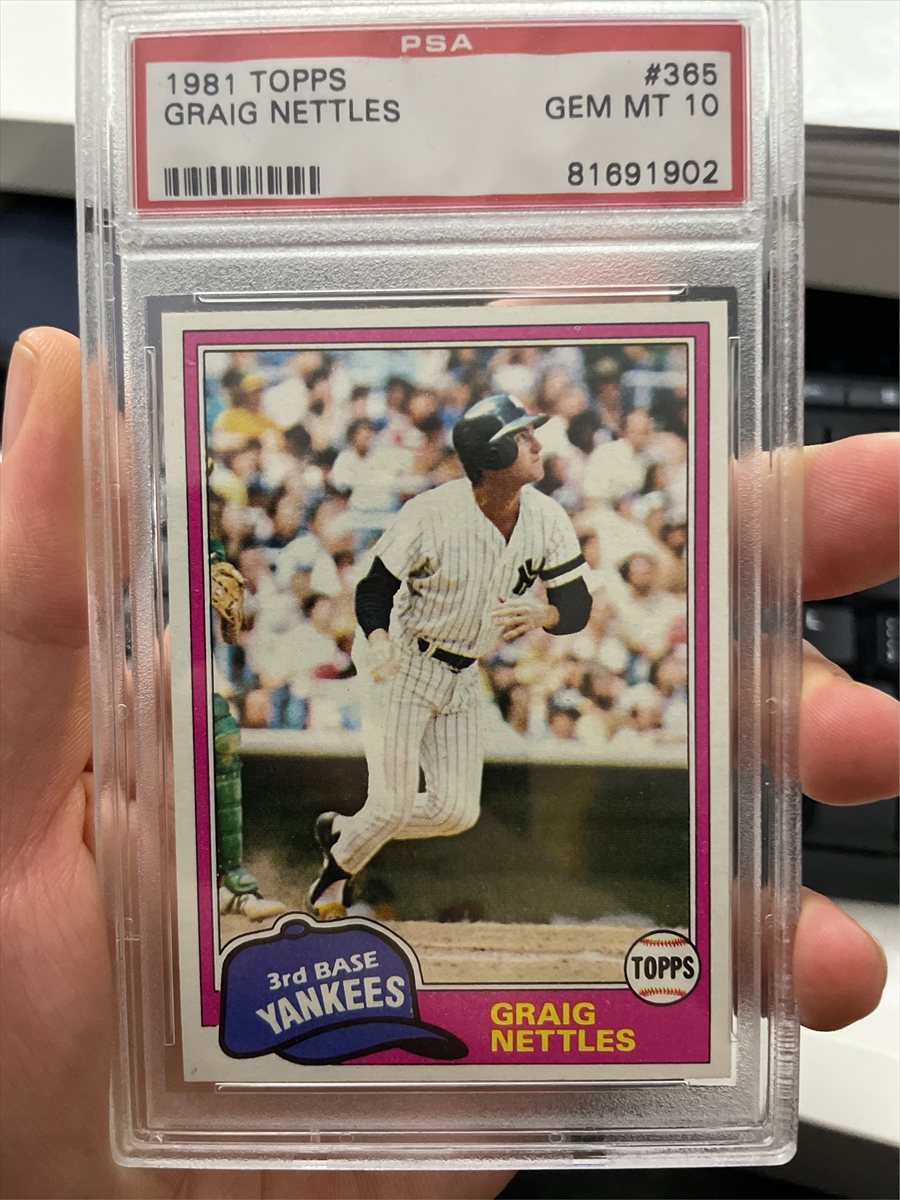 PSA
1981 TOPPS #365
GRAIG NETTLES GEM MT 10
81691902
3rd BASE
YANKEES
TOPPS
GRAIG
NETTLES